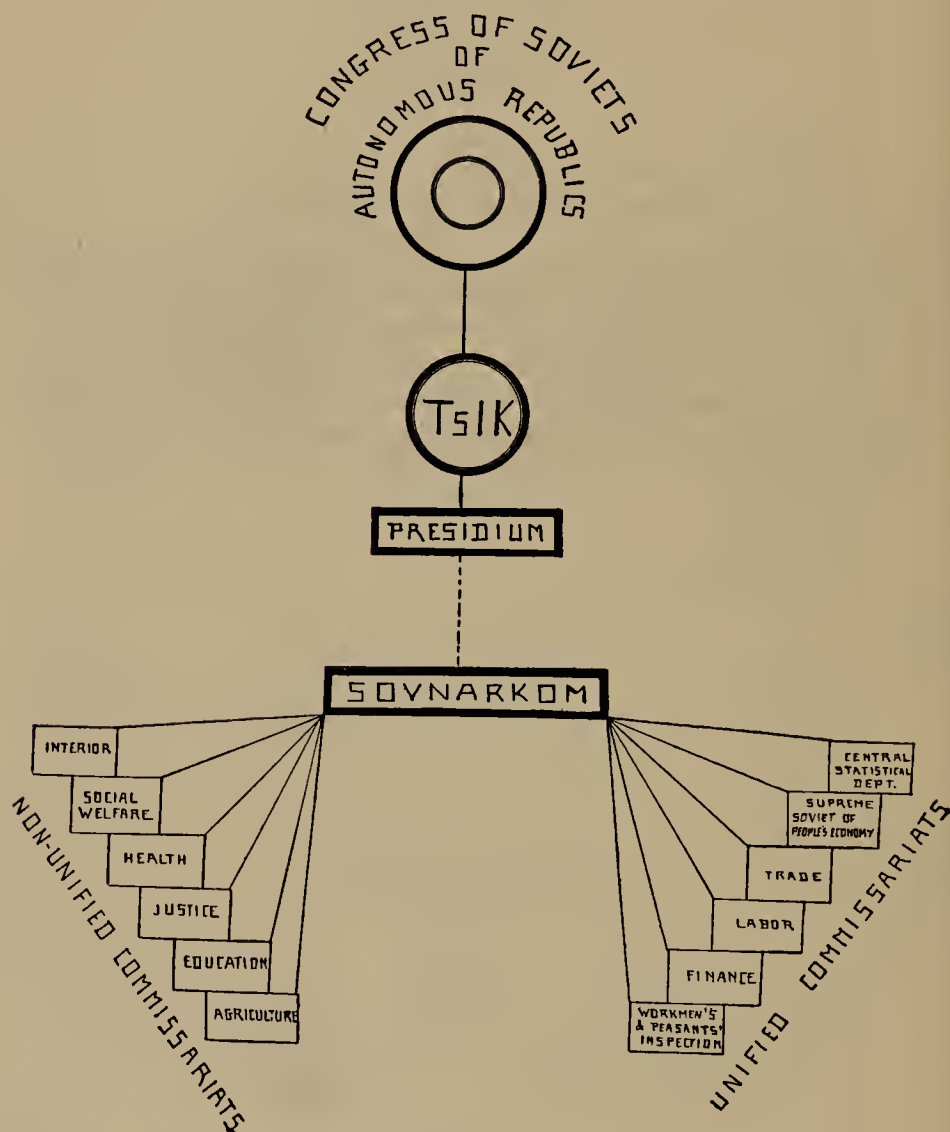 CONGRESS OF SOVIETS
OF
AUTONOMOUS REPUBLICS
TsIK
PRESIDIUM
SOVNARKOM
INTERIOR
SOCIAL
WELFARE
HEALTH
JUSTICE
EDUCATION
AGRICULTURE
NON-UNIFIED COMMISSARIATS
CENTRAL
STATISTICAL
DEPT.
SUPREME
SOVIET OF
PEOPLE'S ECONOMY
TRADE
LABOR
FINANCE
WORKMEN'S
& PEASANTS'
INSPECTION
UNIFIED COMMISSARIATS